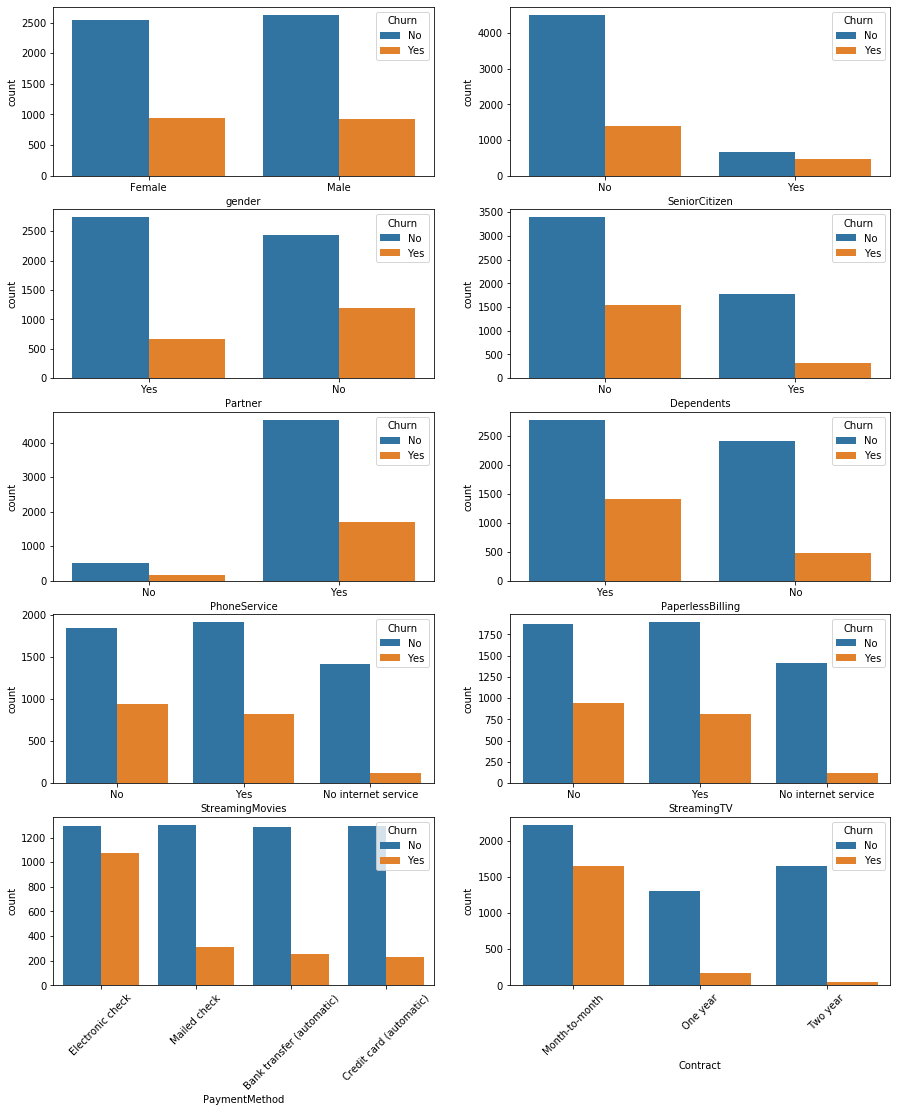 2500
2000
1500
1000
500
0
count
Churn
No
Yes
Female
Male
gender
4000
3000
2000
1000
0
count
Churn
No
Yes
No
Yes
SeniorCitizen
2500
2000
1500
1000
500
0
count
Churn
No
Yes
Yes
No
Partner
3500
3000
2500
2000
1500
1000
500
0
count
Churn
No
Yes
No
Yes
Dependents
4000
3000
2000
1000
0
count
Churn
No
Yes
No
Yes
PhoneService
2500
2000
1500
1000
500
0
count
Churn
No
Yes
Yes
No
PaperlessBilling
2000
1500
1000
500
0
count
Churn
No
Yes
No
Yes
No internet service
StreamingMovies
1750
1500
1250
1000
750
500
250
0
count
Churn
No
Yes
No
Yes
No internet service
StreamingTV
1200
1000
800
600
400
200
0
count
Churn
No
Yes
Electronic check
Mailed check
Bank transfer (automatic)
Credit card (automatic)
PaymentMethod
2000
1500
1000
500
0
count
Churn
No
Yes
Month-to-month
One year
Two year
Contract